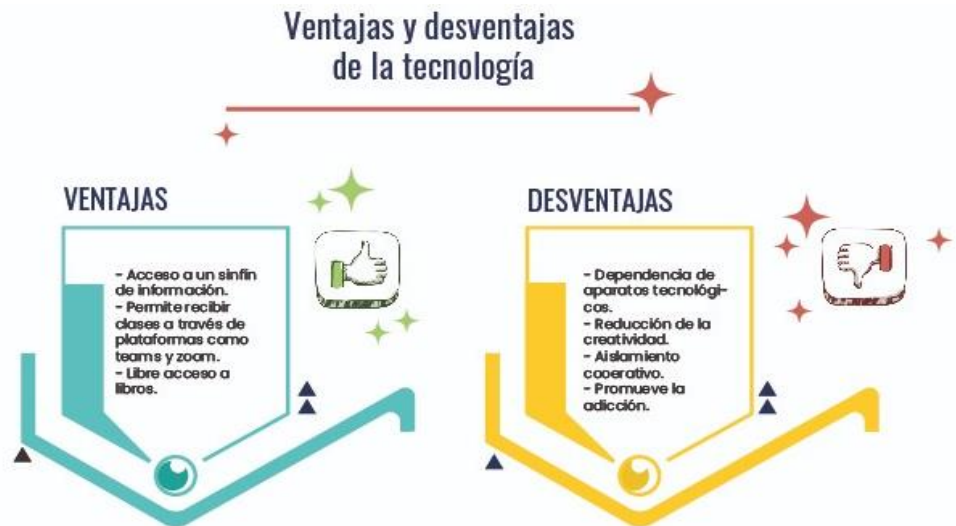 Ventajas y desventajas
de la tecnología
VENTAJAS
- Acceso a un sinfín
de información.
- Permite recibir
clases a través de
plataformas como
teams y zoom.
- Libre acceso a
libros.
DESVENTAJAS
- Dependencia de
aparatos tecnológi-
cos.
- Reducción de la
creatividad.
- Aislamiento
cooerativo.
- Promueve la
adicción.